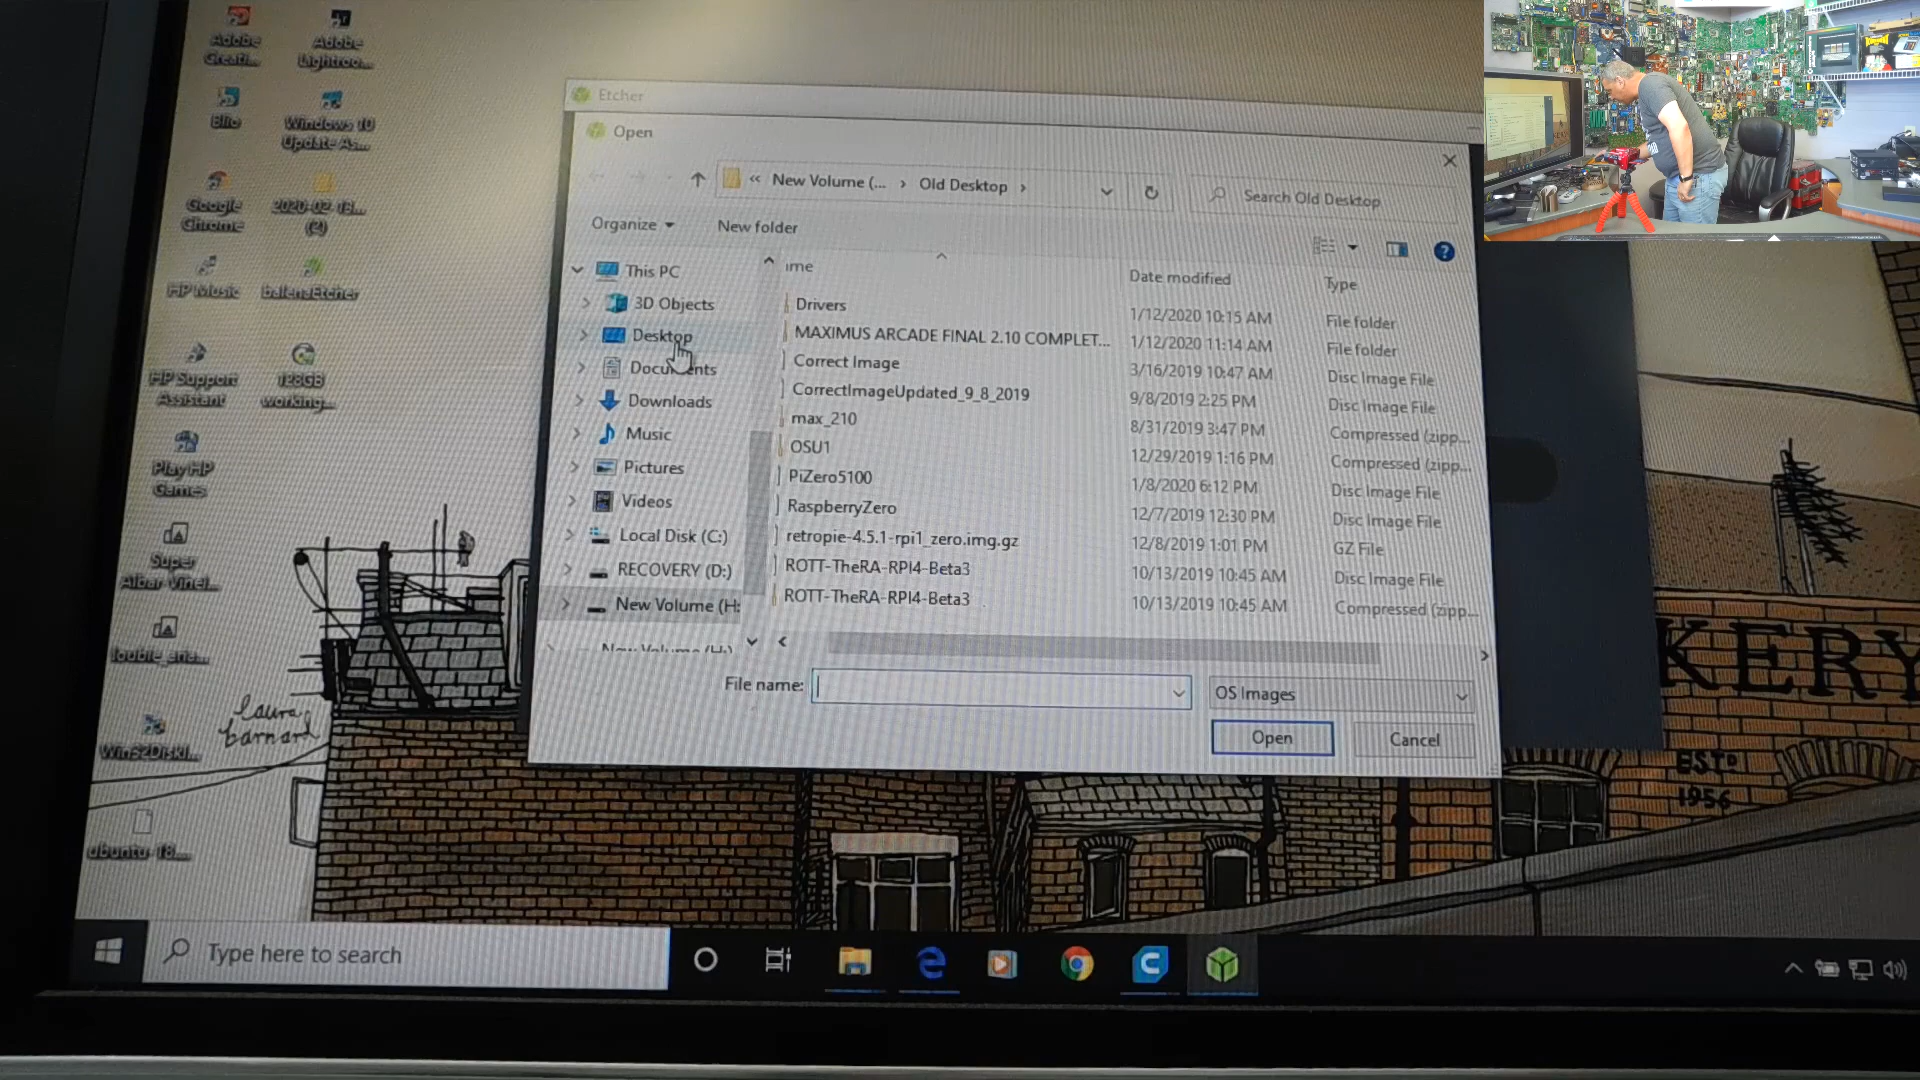 Adobe
Creati...
Adobe
Lightroo...
Blio
Windows 10
Update As...
Google
Chrome
2020-02-13...
(2)
HP Music
balenaEtcher
HP Support
Assistant
128GB
working...
Play HP
Games
Super
laura
barnard
Win32DiskI...
ubuntu-18....
Etcher
Open
« New Volume (... › Old Desktop ›
Search Old Desktop
Organize
New folder
This PC
3D Objects
Desktop
Documents
Downloads
Music
Pictures
Videos
Local Disk (C:)
RECOVERY (D:)
New Volume (H:
New Volume (H:)
ime
Date modified
Type
Drivers
1/12/2020 10:15 AM
File folder
MAXIMUS ARCADE FINAL 2.10 COMPLET...
1/12/2020 11:14 AM
File folder
Correct Image
3/16/2019 10:47 AM
Disc Image File
CorrectImageUpdated_9_8_2019
9/8/2019 2:25 PM
Disc Image File
max_210
8/31/2019 3:47 PM
Compressed (zipp...
OSU1
12/29/2019 1:16 PM
Compressed (zipp...
PiZero5100
1/8/2020 6:12 PM
Disc Image File
RaspberryZero
12/7/2019 12:30 PM
Disc Image File
retropie-4.5.1-rpi1_zero.img.gz
12/8/2019 1:01 PM
GZ File
ROTT-TheRA-RPI4-Beta3
10/13/2019 10:45 AM
Disc Image File
ROTT-TheRA-RPI4-Beta3
10/13/2019 10:45 AM
Compressed (zipp...
File name:
OS Images
Open
Cancel
KERY
ESTD
1956
Type here to search